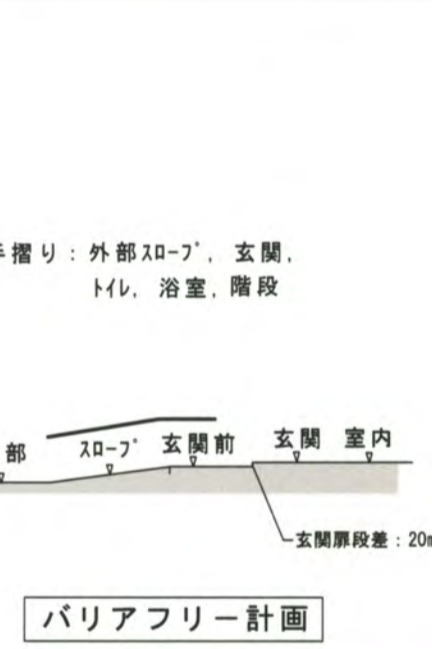 手摺り：外部ｽﾛｰﾌﾟ，玄関，
ﾄｲﾚ，浴室，階段
部 ｽﾛｰﾌﾟ 玄関前 玄関 室内
玄関扉段差：20m
バリアフリー計画